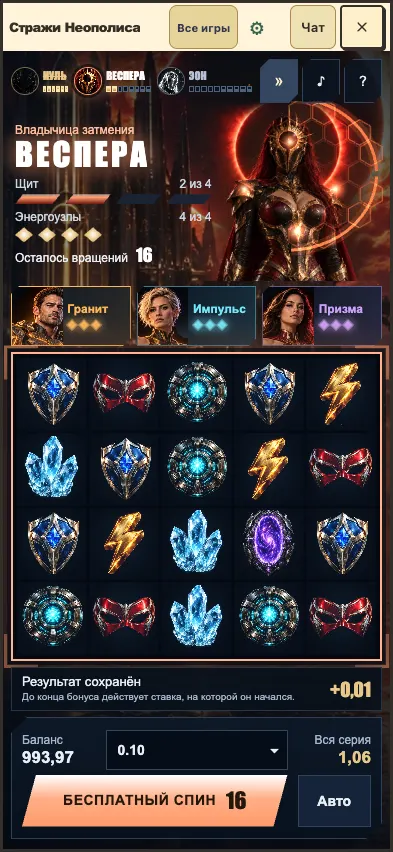 Стражи Неополиса
Все игры
Чат
×
НУЛЬ
ВЕСПЕРА
ЭОН
»
♪
?
Владычица затмения
ВЕСПЕРА
Щит 2 из 4
Энергоузлы 4 из 4
Осталось вращений 16
Гранит
Импульс
Призма
Результат сохранён
До конца бонуса действует ставка, на которой он начался.
+0,01
Баланс
993,97
0.10
Вся серия
1,06
БЕСПЛАТНЫЙ СПИН 16
Авто